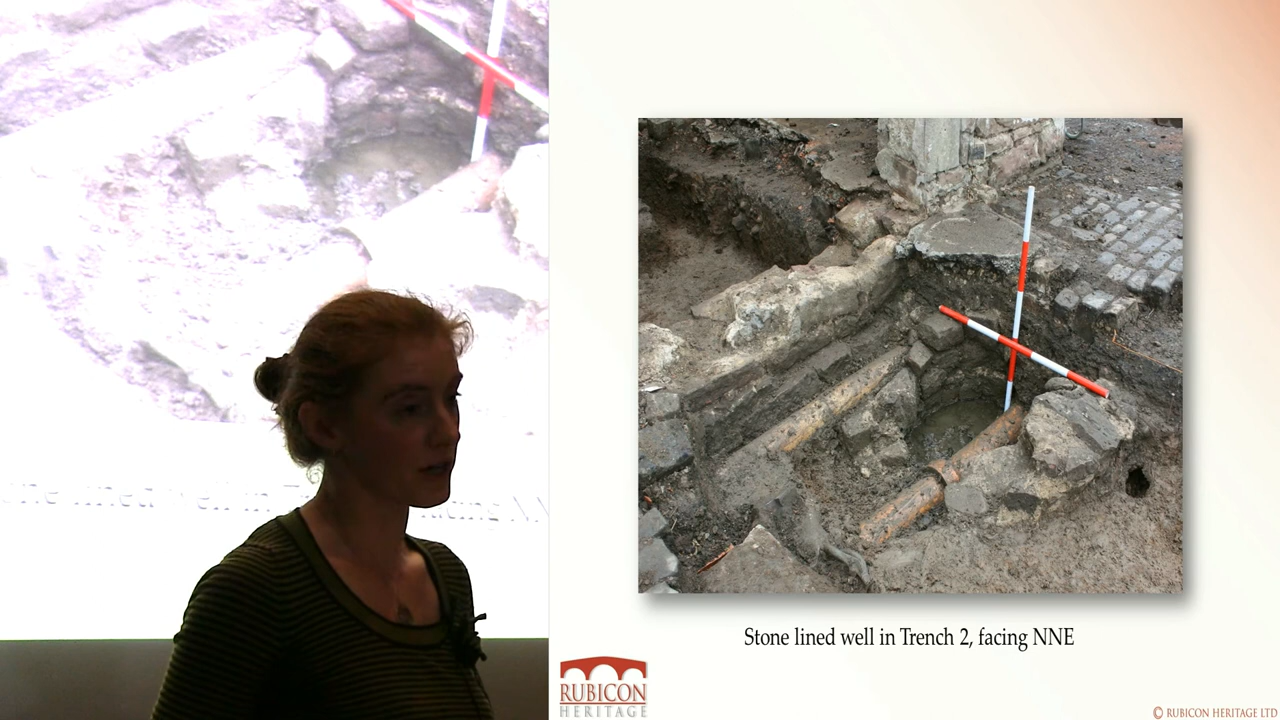 Stone lined well in Trench 2, facing NNE
RUBICON
HERITAGE
© RUBICON HERITAGE LTD